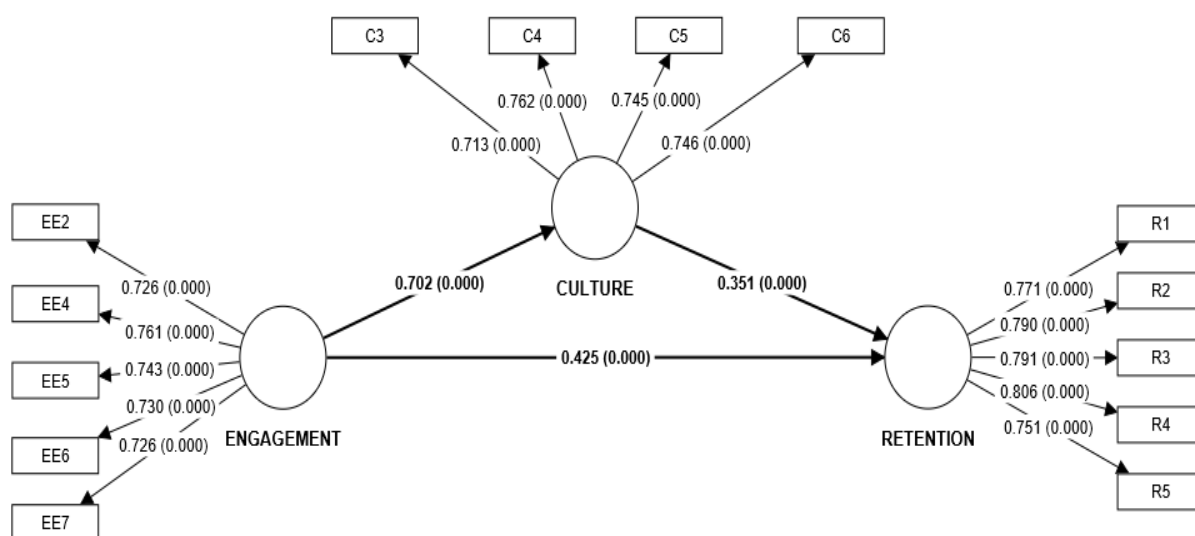 C3
C4
C5
C6
0.713 (0.000)
0.762 (0.000)
0.745 (0.000)
0.746 (0.000)
CULTURE
EE2
EE4
EE5
EE6
EE7
0.726 (0.000)
0.761 (0.000)
0.743 (0.000)
0.730 (0.000)
0.726 (0.000)
ENGAGEMENT
0.702 (0.000)
0.351 (0.000)
0.425 (0.000)
RETENTION
0.771 (0.000)
0.790 (0.000)
0.791 (0.000)
0.806 (0.000)
0.751 (0.000)
R1
R2
R3
R4
R5